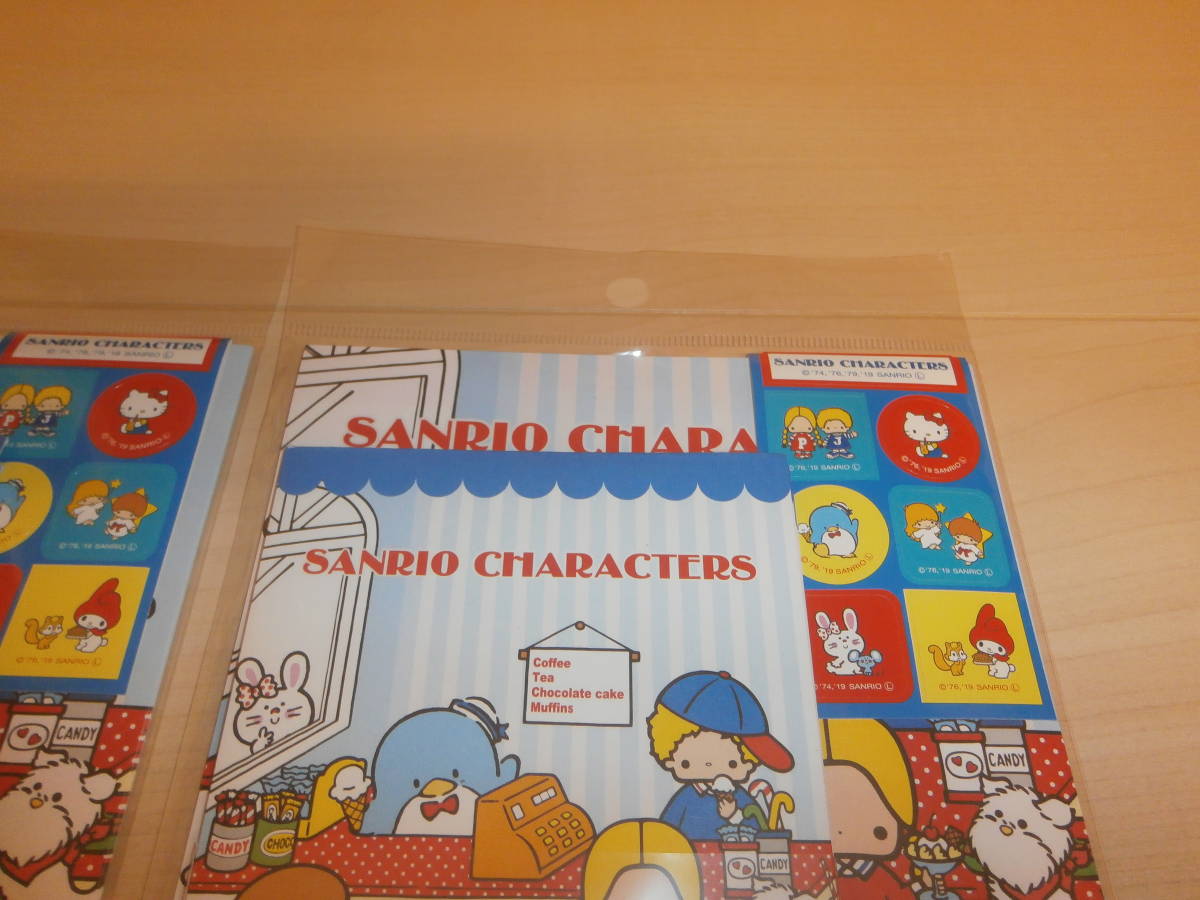 SANRIO CHARACTERS
©'74,'76,'79,'19 SANRIO Ⓛ
P J
©'76,'19 SANRIO Ⓛ
©'76,'19 SANRIO Ⓛ
CANDY
SANRIO CHARA
SANRIO CHARACTERS
Coffee
Tea
Chocolate cake
Muffins
CANDY
CHOCO
CANDY
SANRIO CHARACTERS
©'74,'76,'79,'19 SANRIO Ⓛ
P J
©'76,'19 SANRIO Ⓛ
©'76,'19 SANRIO Ⓛ
©'79,'19 SANRIO Ⓛ
©'76,'19 SANRIO Ⓛ
©'74,'19 SANRIO Ⓛ
©'76,'19 SANRIO Ⓛ
CANDY